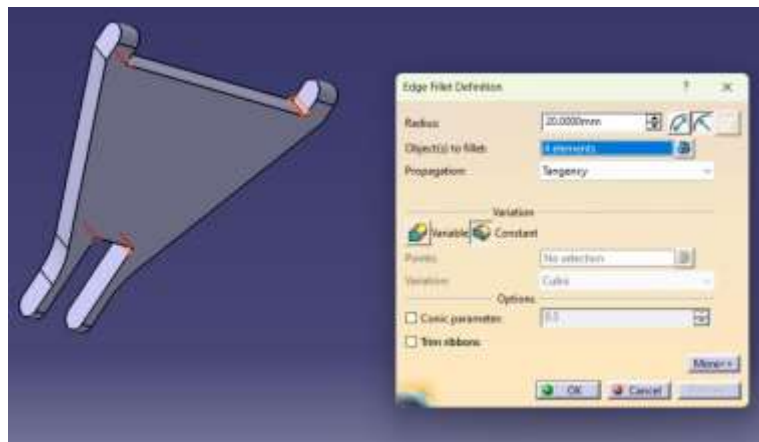 Edge Fillet Definition ? ×
Radius: 20.0000mm
Object(s) to fillet: 4 elements
Propagation: Tangency
Variation
Variable Constant
Points: No selection
Variation: Cubic
Options
Conic parameter: 0.5
Trim ribbons
More>>
OK Cancel